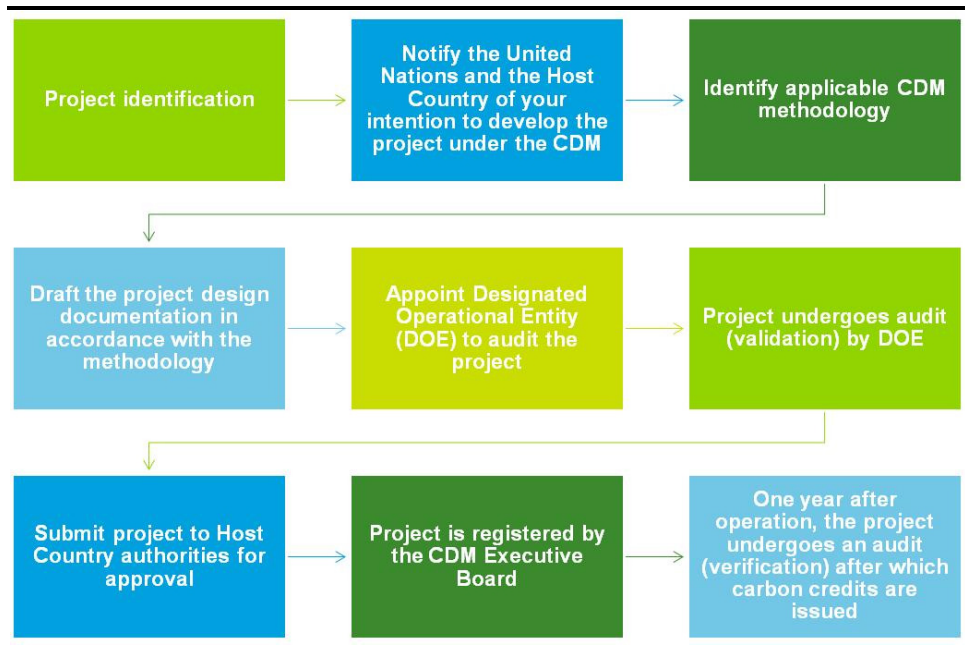 Project identification
Notify the United
Nations and the Host
Country of your
intention to develop the
project under the CDM
Identify applicable CDM
methodology
Draft the project design
documentation in
accordance with the
methodology
Appoint Designated
Operational Entity
(DOE) to audit the
project
Project undergoes audit
(validation) by DOE
Submit project to Host
Country authorities for
approval
Project is registered by
the CDM Executive
Board
One year after
operation, the project
undergoes an audit
(verification) after which
carbon credits are
issued